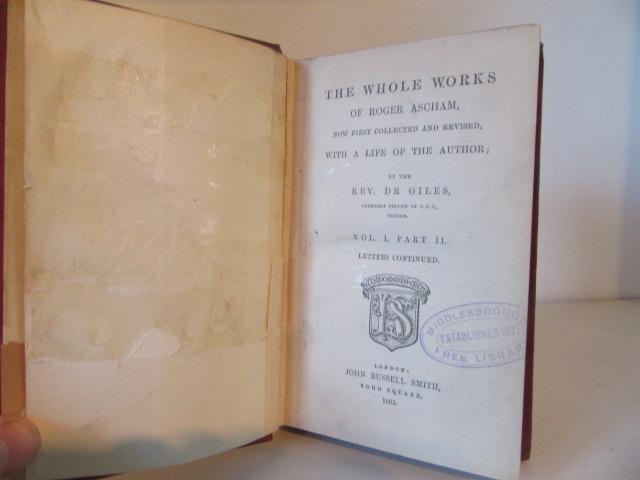 THE WHOLE WORKS
OF ROGER ASCHAM,
NOW FIRST COLLECTED AND REVISED,
WITH A LIFE OF THE AUTHOR;
BY THE
REV. DR GILES,
FORMERLY FELLOW OF C. C. C.,
OXFORD.
VOL. I, PART II.
LETTERS CONTINUED.
MIDDLESBROUGH
ESTABLISHED 1871
FREE LIBRARY
LONDON:
JOHN RUSSELL SMITH,
SOHO SQUARE,
1865.